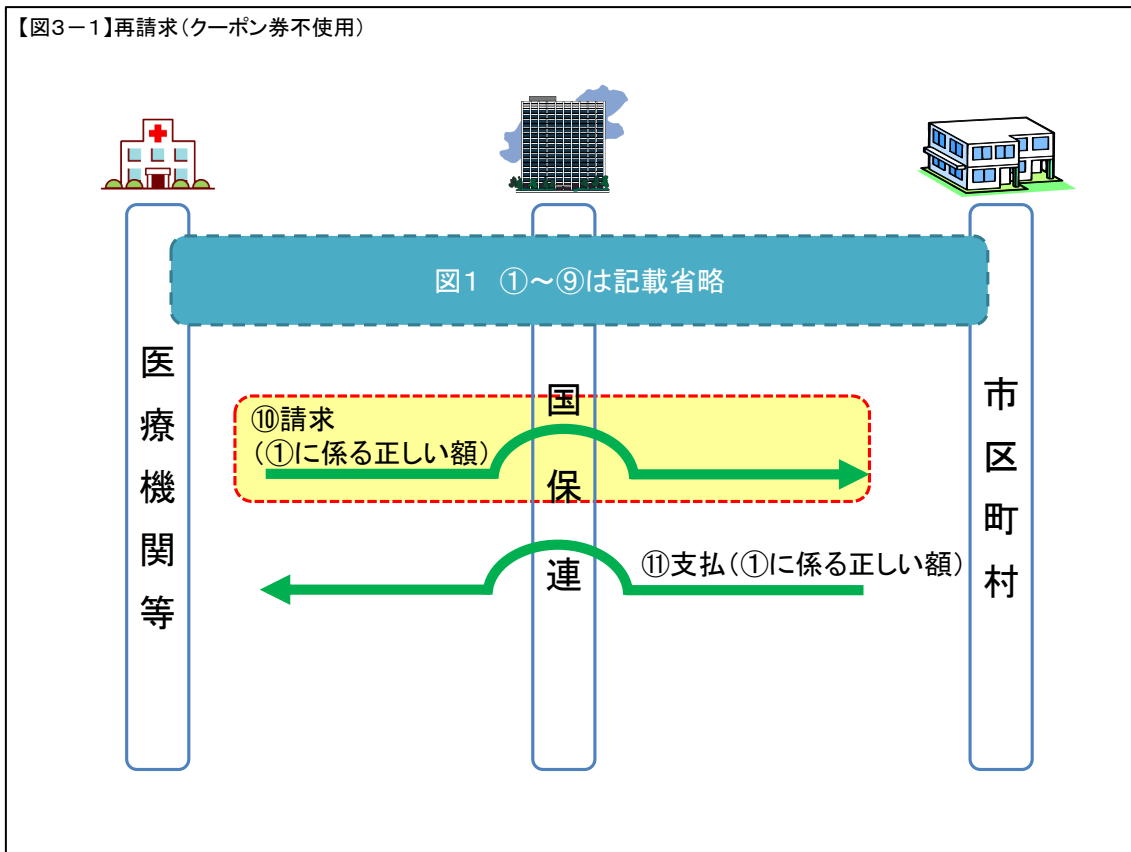 【図3－1】再請求(クーポン券不使用)
図1　①～⑨は記載省略
医療機関等
国保連
市区町村
⑩請求
(①に係る正しい額)
⑪支払(①に係る正しい額)